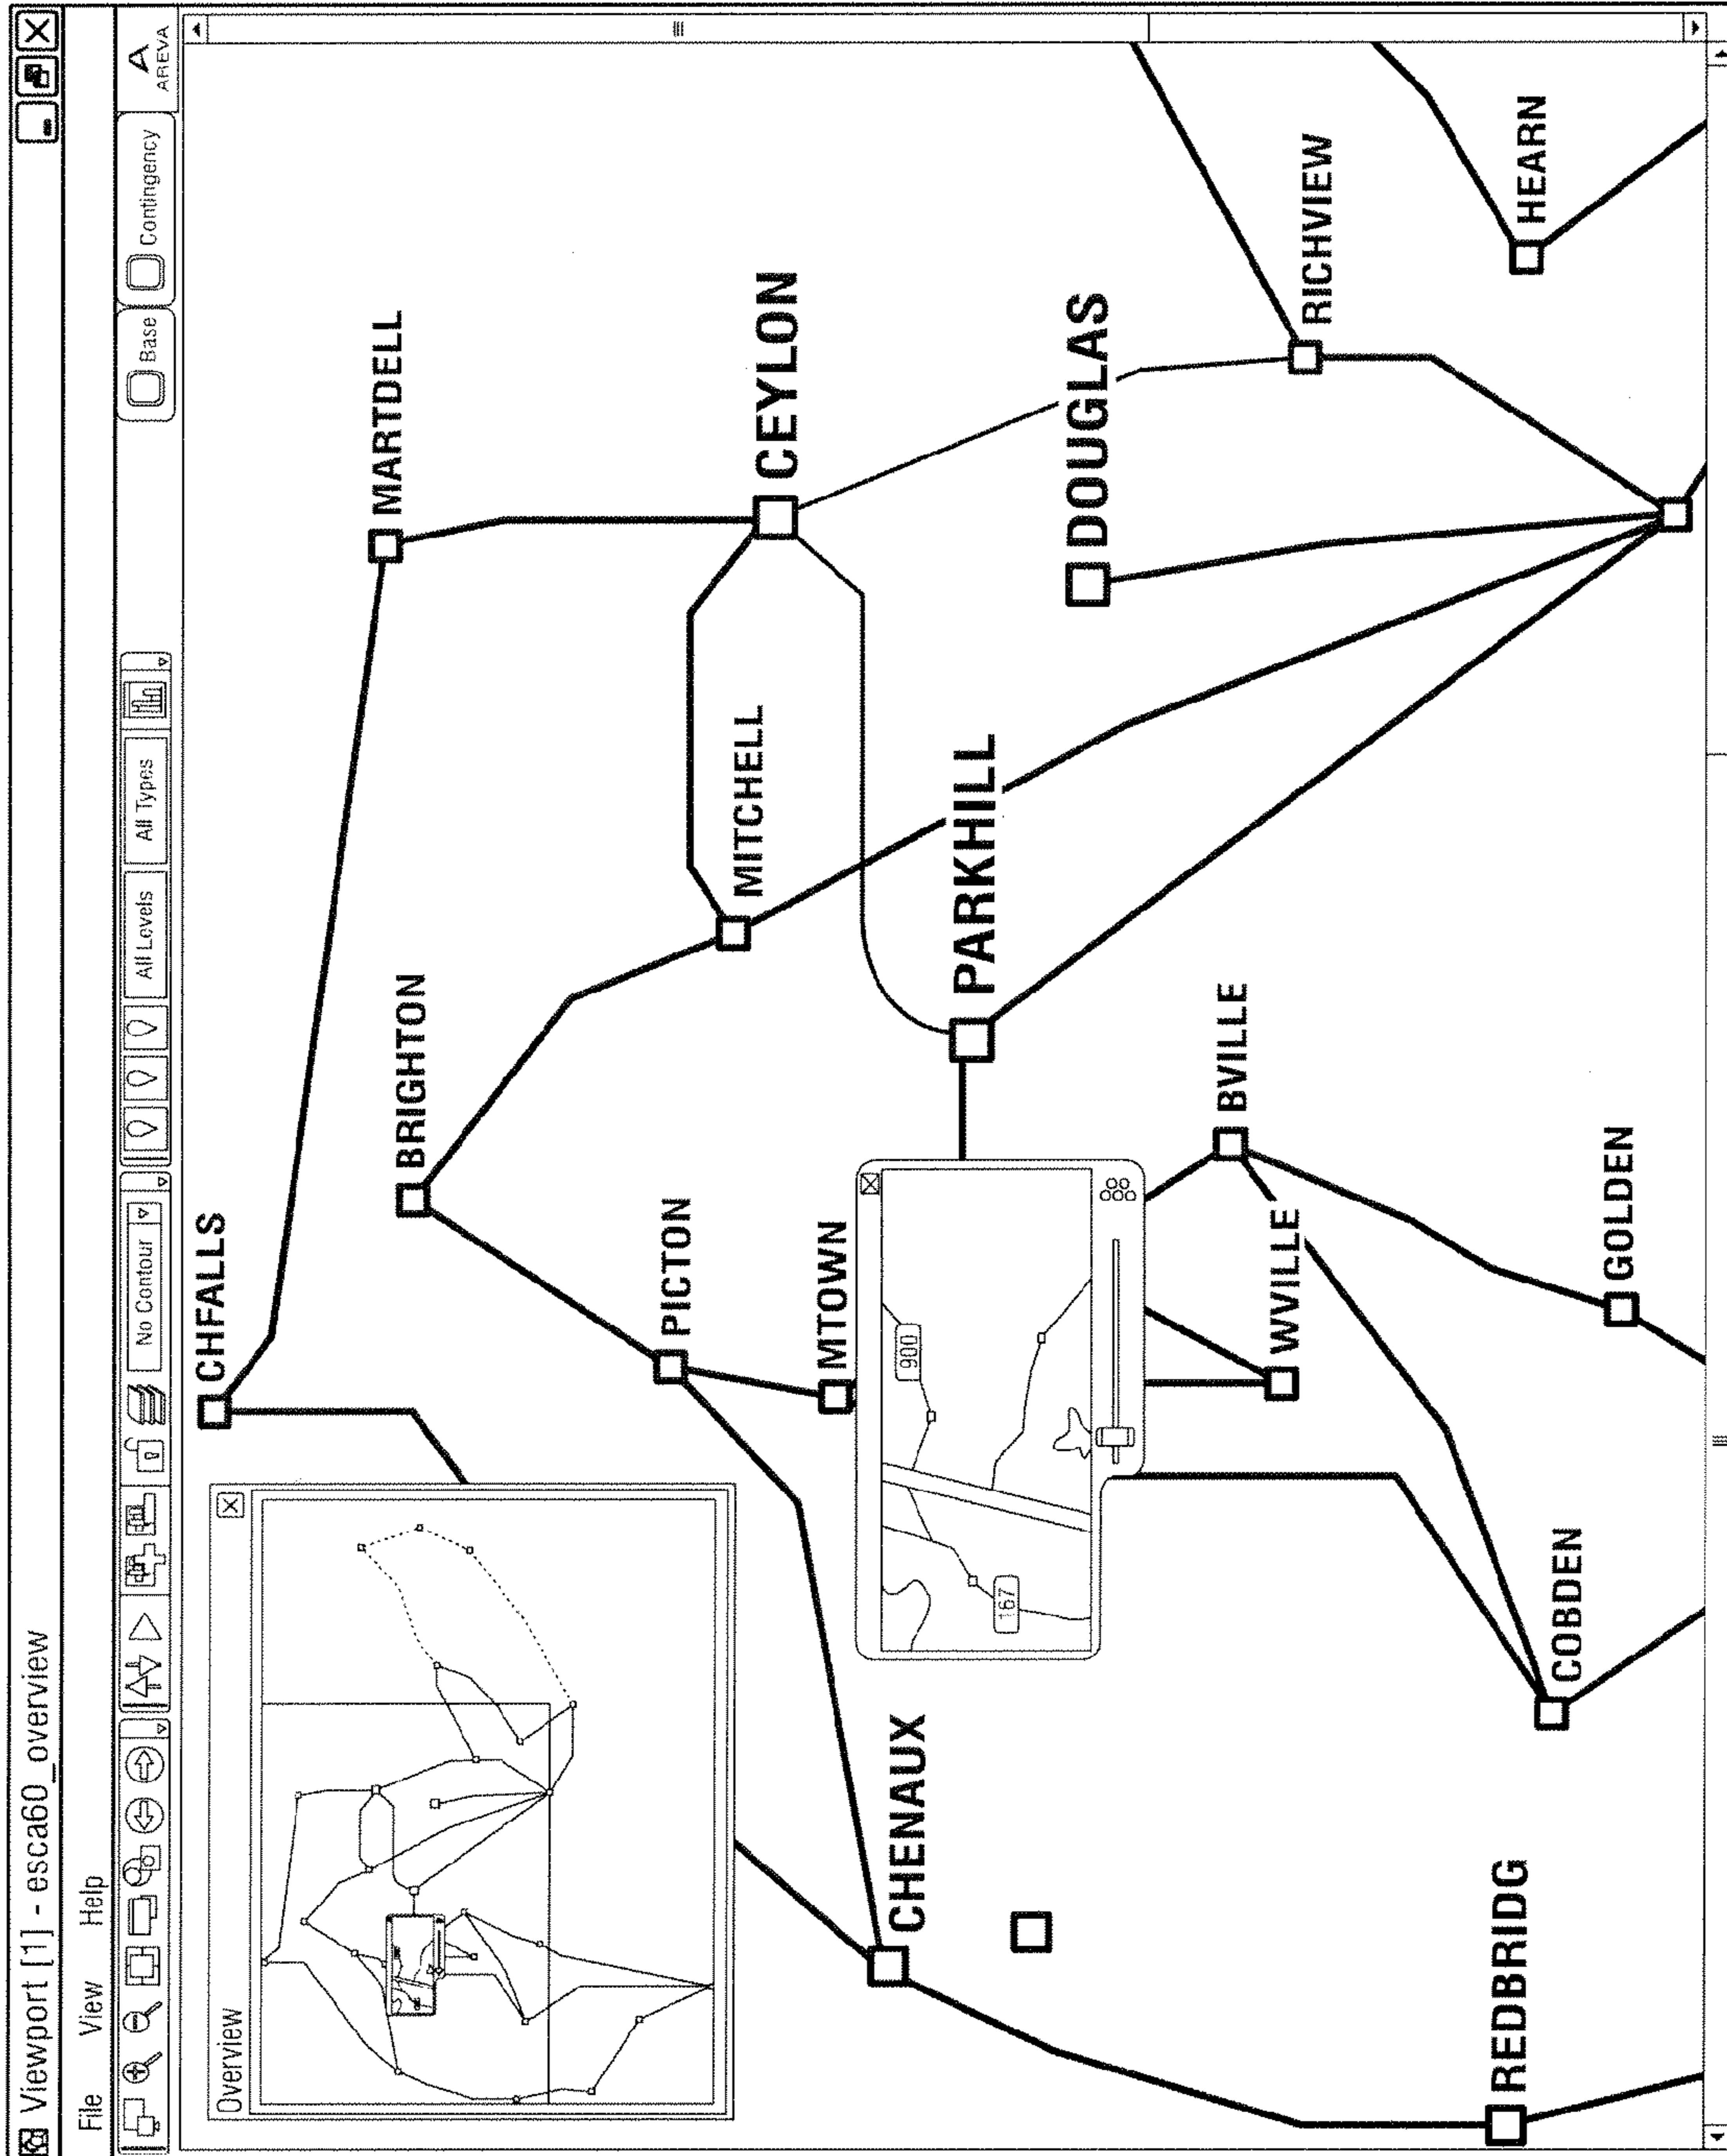 Viewport [1] - esca60_overview
File View Help
No Contour
All Levels
All Types
Base
Contingency
A
AREVA
Overview
CHFALLS
MARTDELL
BRIGHTON
PICTON
MITCHELL
CEYLON
MTOWN
CHENAUX
900
167
PARKHILL
DOUGLAS
BVILLE
WVILLE
RICHVIEW
REDBRIDG
COBDEN
GOLDEN
HEARN